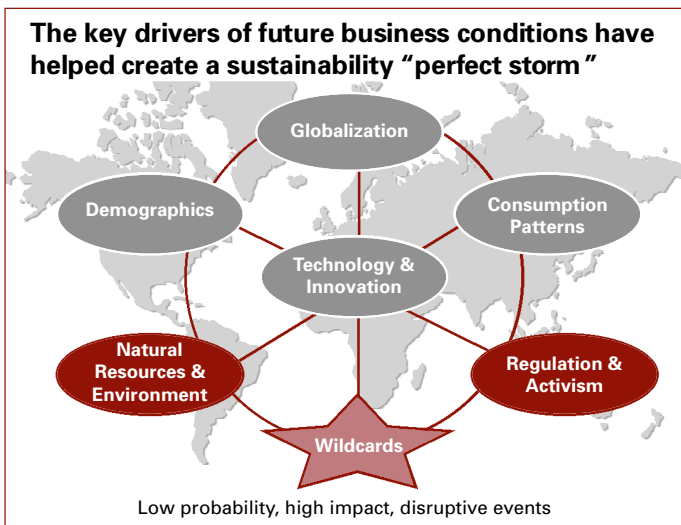 The key drivers of future business conditions have
helped create a sustainability “perfect storm”
Globalization
Demographics
Consumption
Patterns
Technology &
Innovation
Natural
Resources &
Environment
Regulation &
Activism
Wildcards
Low probability, high impact, disruptive events